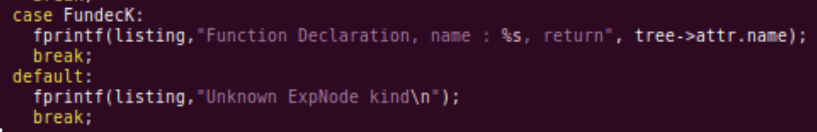 case FundecK:
fprintf(listing,"Function Declaration, name : %s, return", tree->attr.name);
break;
default:
fprintf(listing,"Unknown ExpNode kind\n");
break;